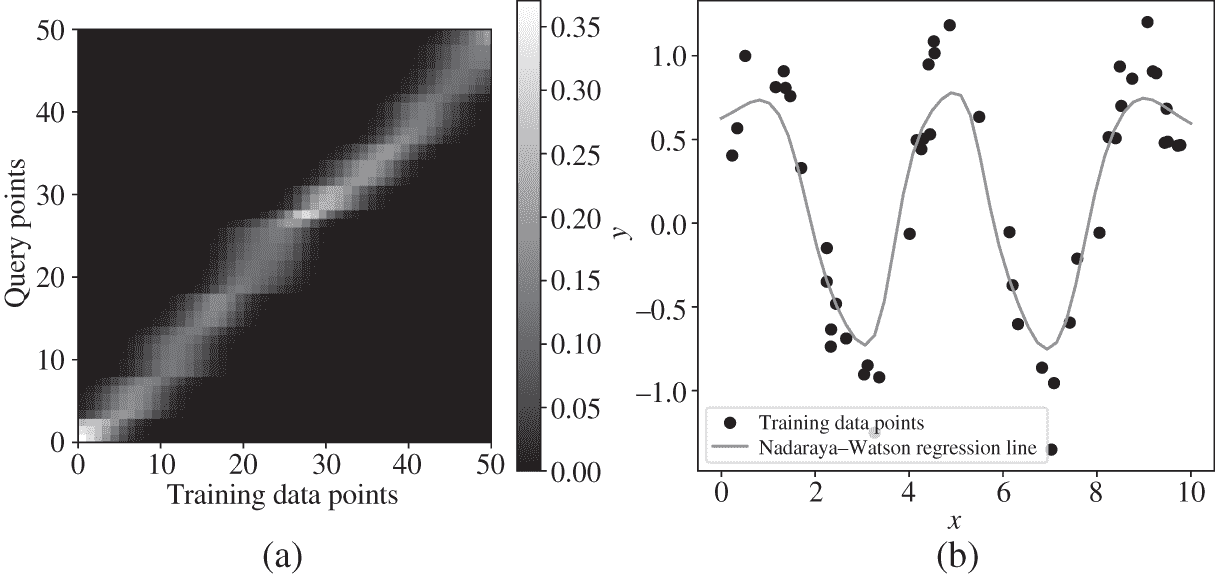 50
40
30
20
10
0
Query points
0 10 20 30 40 50
Training data points
0.35
0.30
0.25
0.20
0.15
0.10
0.05
0.00
(a)
1.0
0.5
0.0
−0.5
−1.0
y
Training data points
Nadaraya–Watson regression line
0 2 4 6 8 10
x
(b)